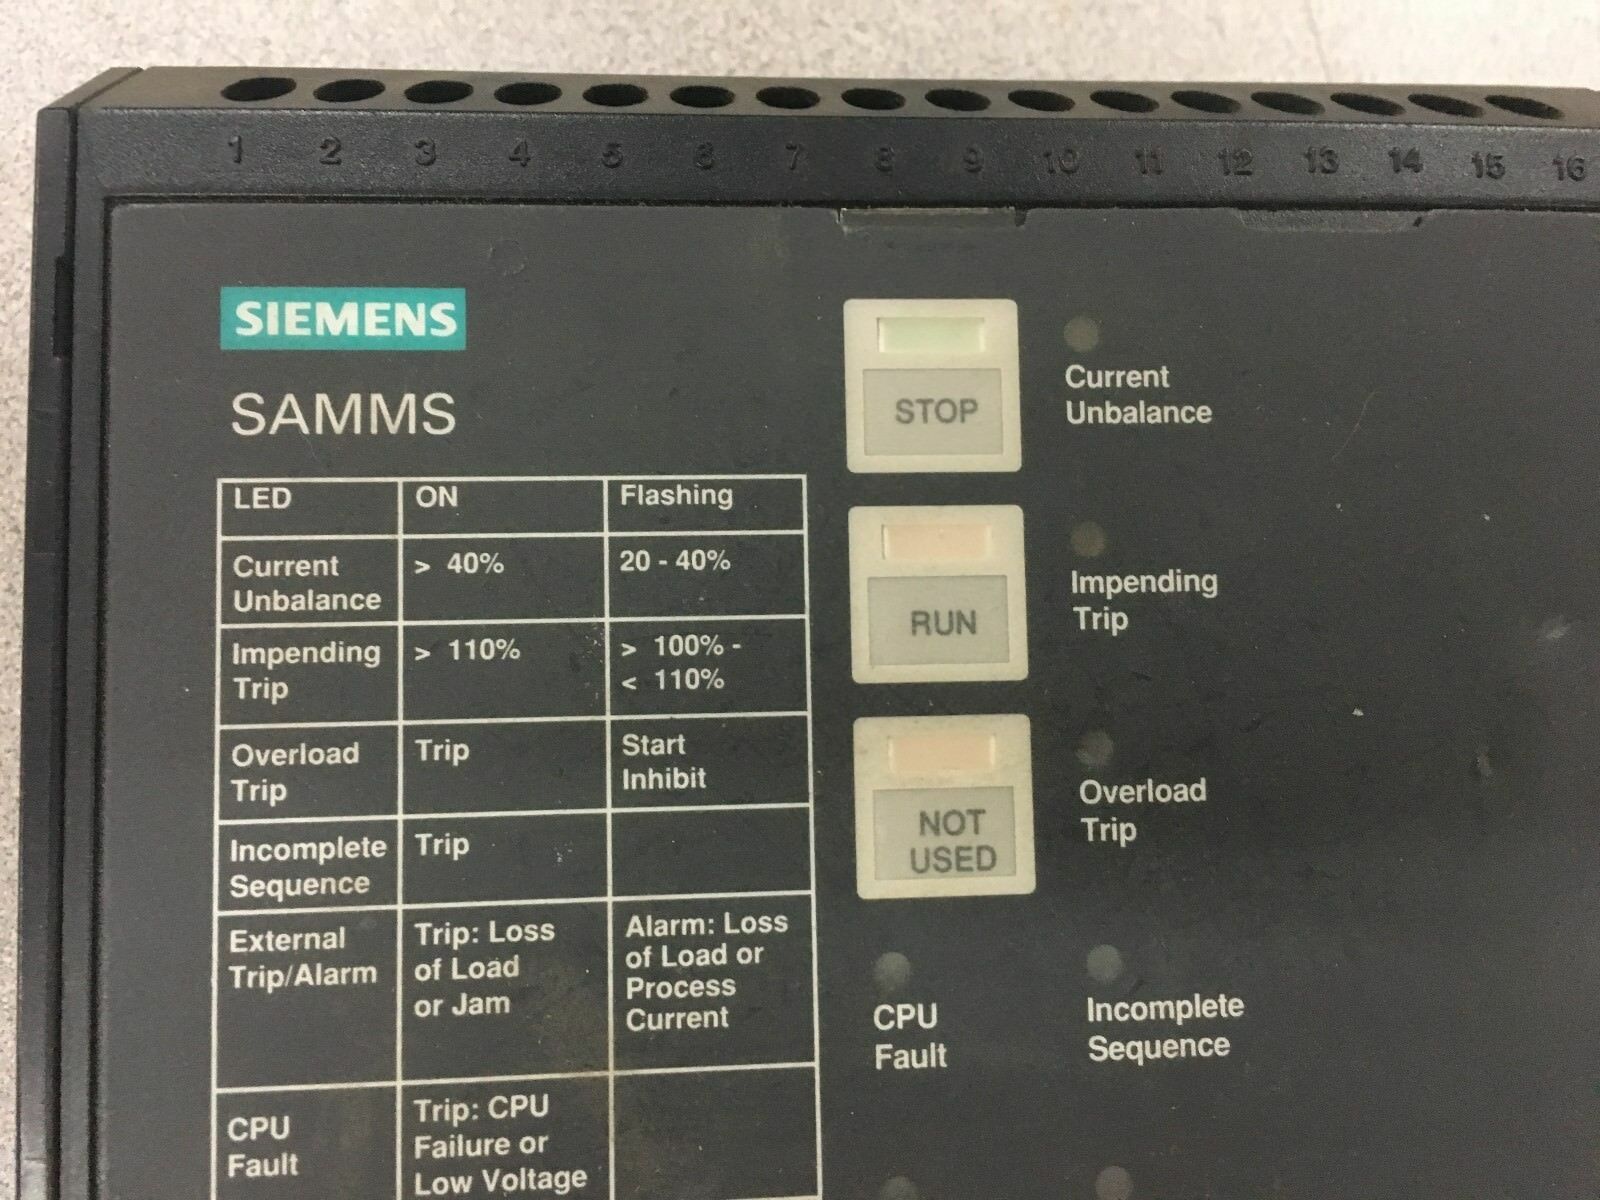 1 2 3 4 5 6 7 8 9 10 11 12 13 14 15 16
SIEMENS
SAMMS
LED ON Flashing
Current
Unbalance
> 40%
20 - 40%
Impending
Trip
> 110%
> 100% -
< 110%
Overload
Trip
Trip
Start
Inhibit
Incomplete
Sequence
Trip
External
Trip/Alarm
Trip: Loss
of Load
or Jam
Alarm: Loss
of Load or
Process
Current
CPU
Fault
Trip: CPU
Failure or
Low Voltage
STOP
Current
Unbalance
RUN
Impending
Trip
NOT
USED
Overload
Trip
CPU
Fault
Incomplete
Sequence